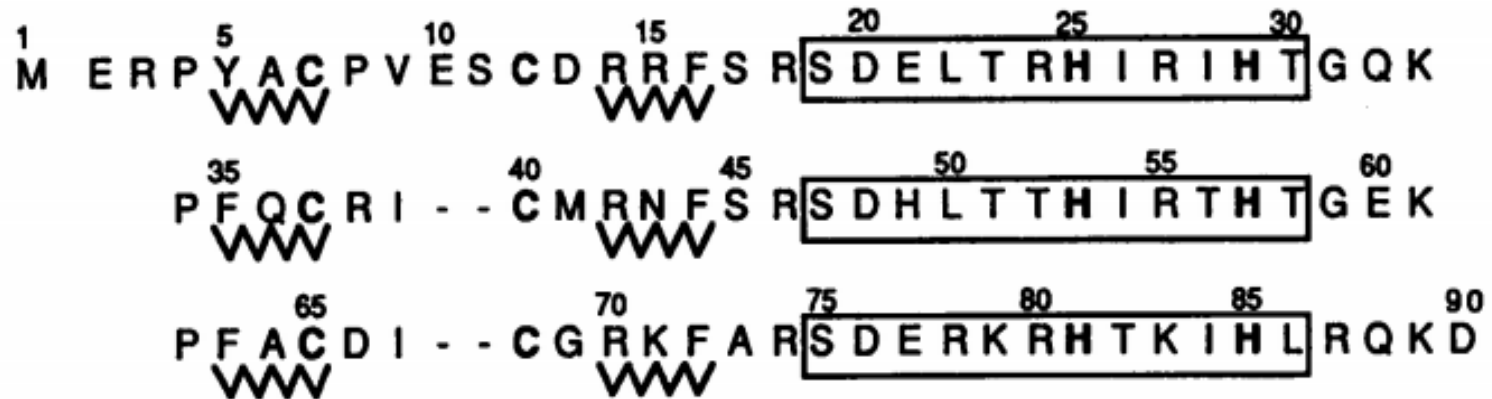 1 5 10 15 20 25 30
M E R P Y A C P V E S C D R R F S R S D E L T R H I R I H T G Q K
35 40 45 50 55 60
P F Q C R I - - C M R N F S R S D H L T T H I R T H T G E K
65 70 75 80 85 90
P F A C D I - - C G R K F A R S D E R K R H T K I H L R Q K D